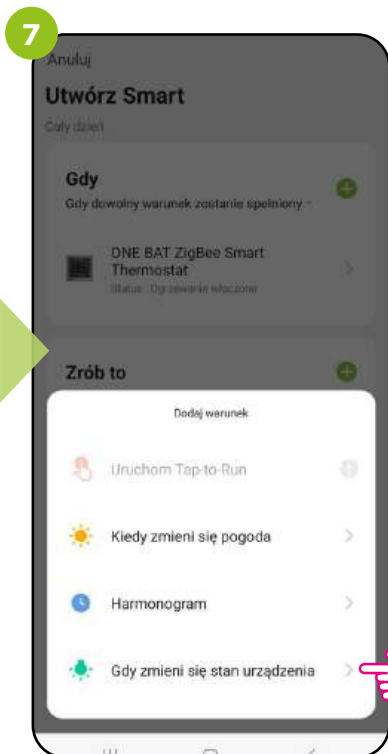 7
Anuluj
Utwórz Smart
Cały dzień
Gdy
Gdy dowolny warunek zostanie spełniony
ONE BAT ZigBee Smart
Thermostat
Status : Ogrzewanie włączone
Zrób to
Dodaj warunek
Uruchom Tap-to-Run
Kiedy zmieni się pogoda
Harmonogram
Gdy zmieni się stan urządzenia